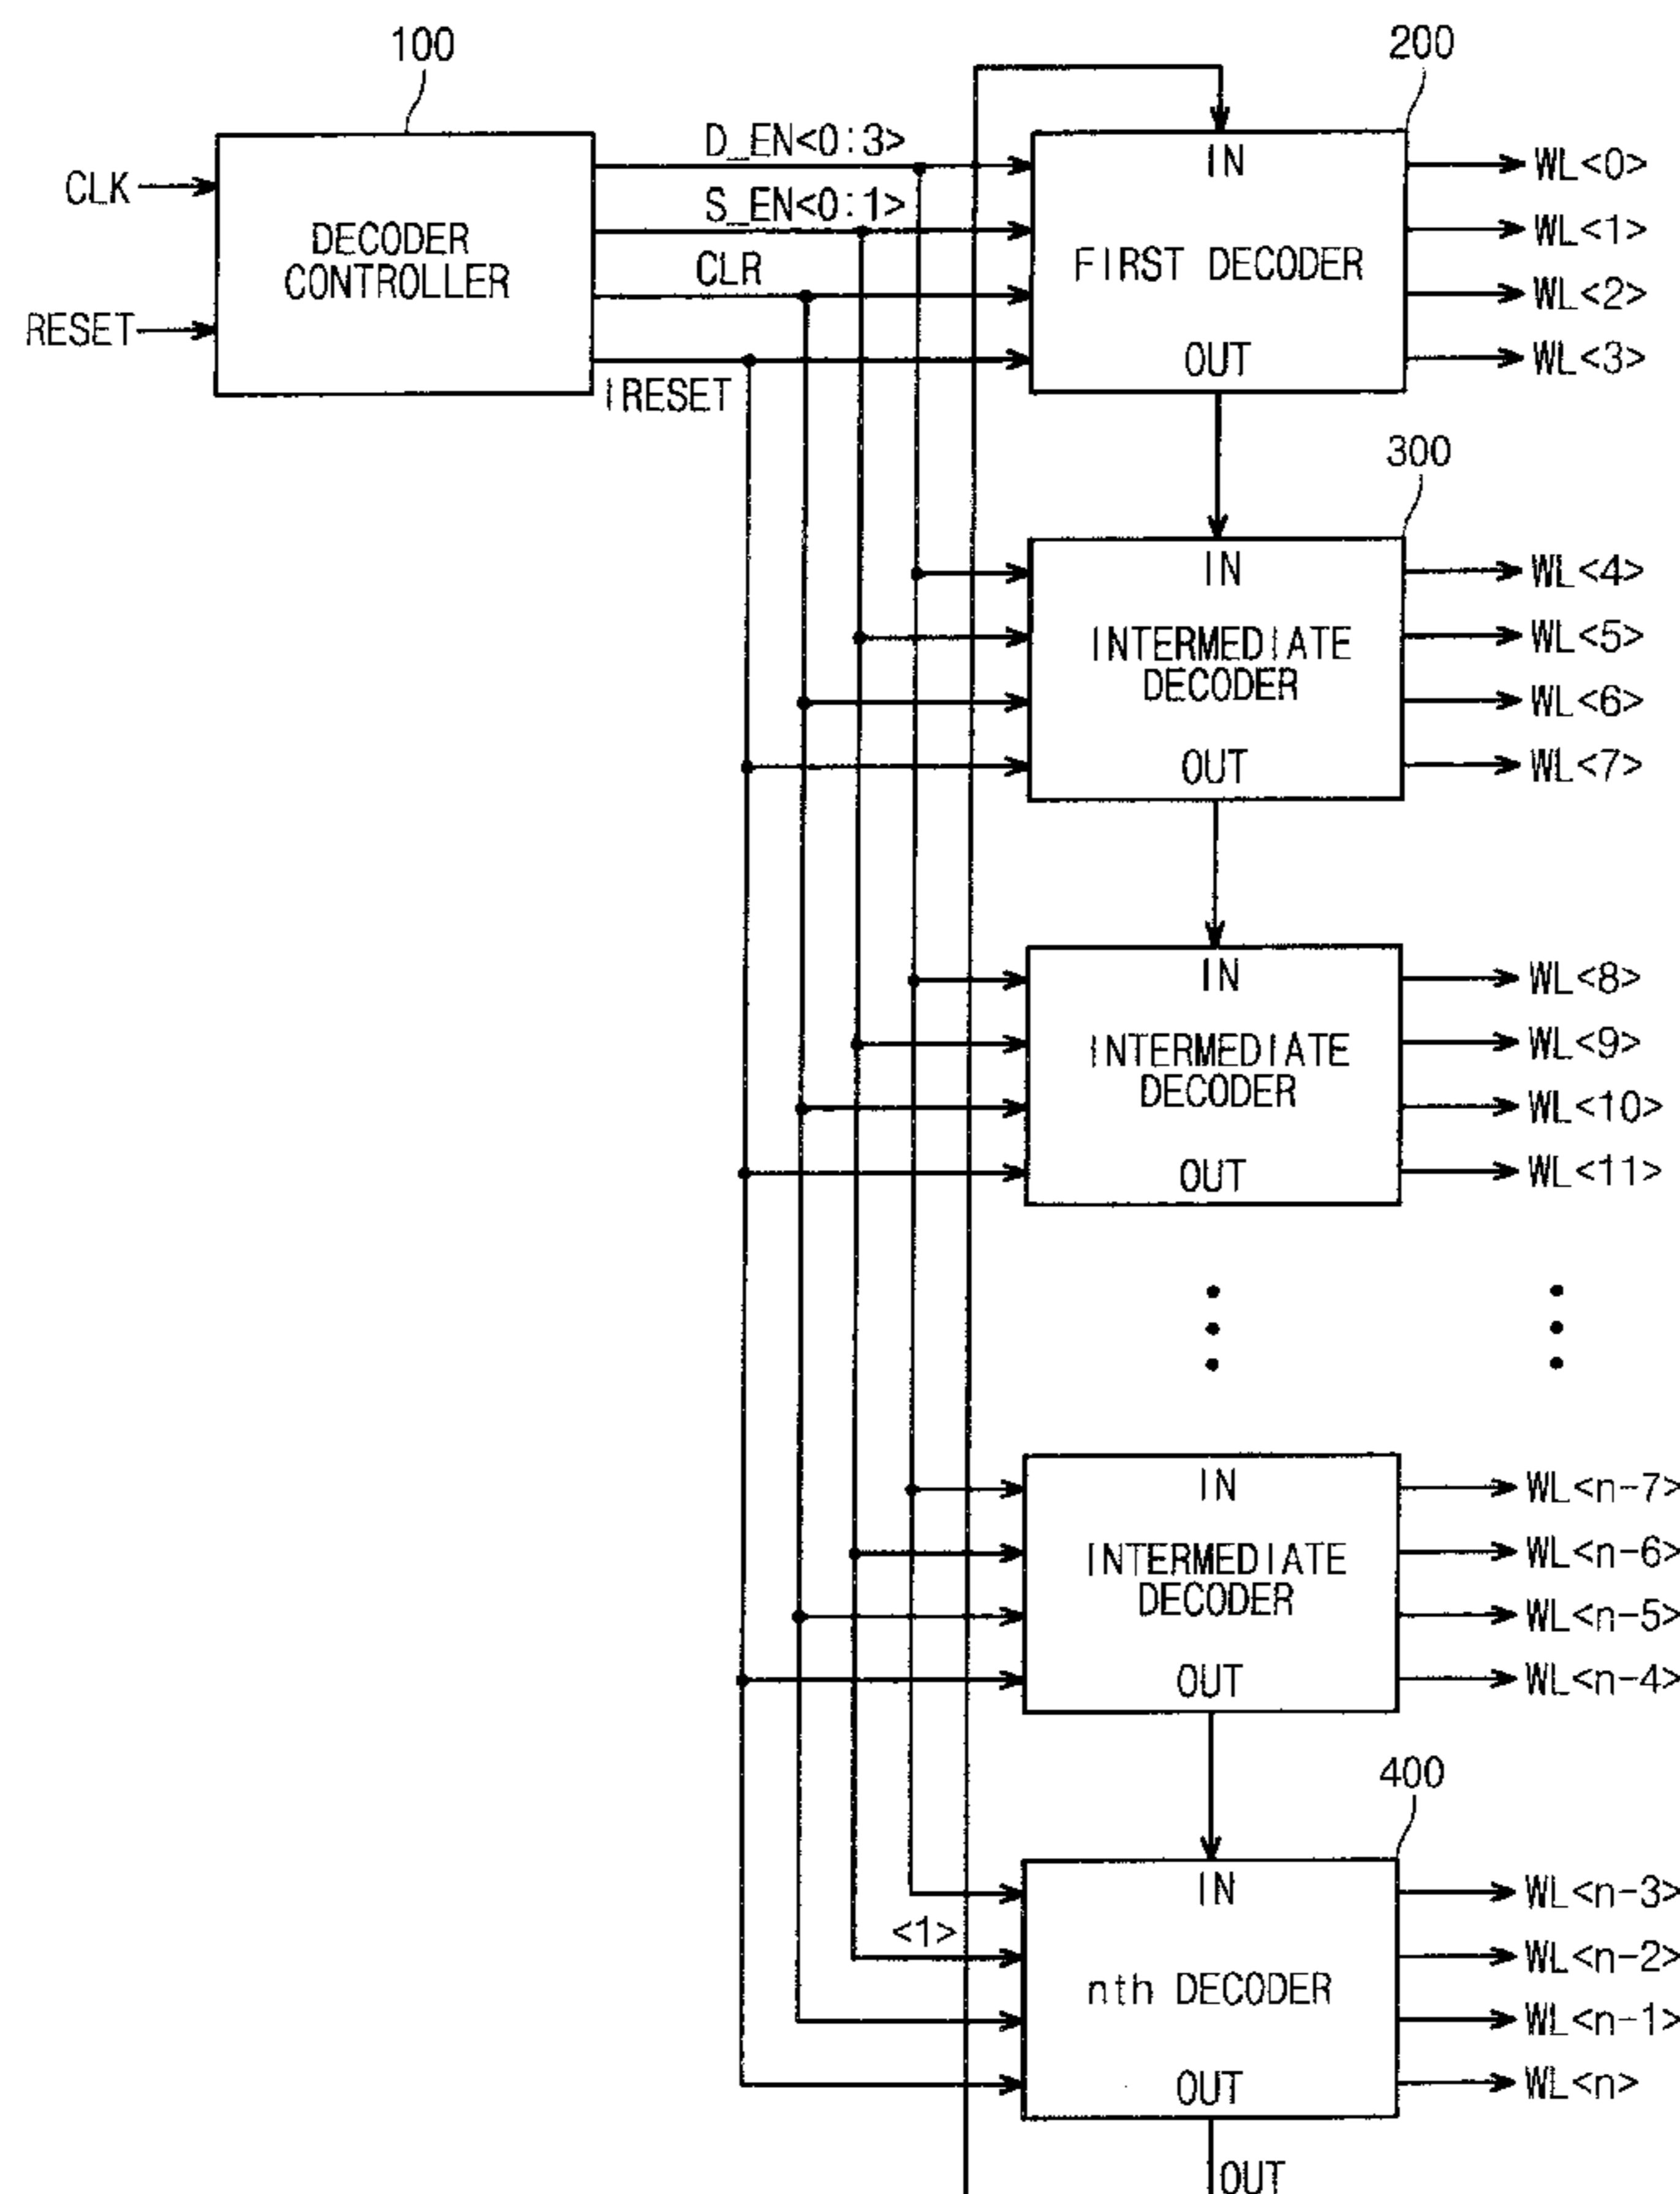 100
200
D_EN<0:3>
IN
WL<0>
CLK
S_EN<0:1>
WL<1>
DECODER
CONTROLLER
CLR
FIRST DECODER
WL<2>
RESET
OUT
WL<3>
IRESET
300
IN
WL<4>
INTERMEDIATE
DECODER
WL<5>
WL<6>
OUT
WL<7>
IN
WL<8>
INTERMEDIATE
DECODER
WL<9>
WL<10>
OUT
WL<11>
IN
WL<n-7>
INTERMEDIATE
DECODER
WL<n-6>
WL<n-5>
OUT
WL<n-4>
400
IN
WL<n-3>
<1>
WL<n-2>
nth DECODER
WL<n-1>
OUT
WL<n>
OUT